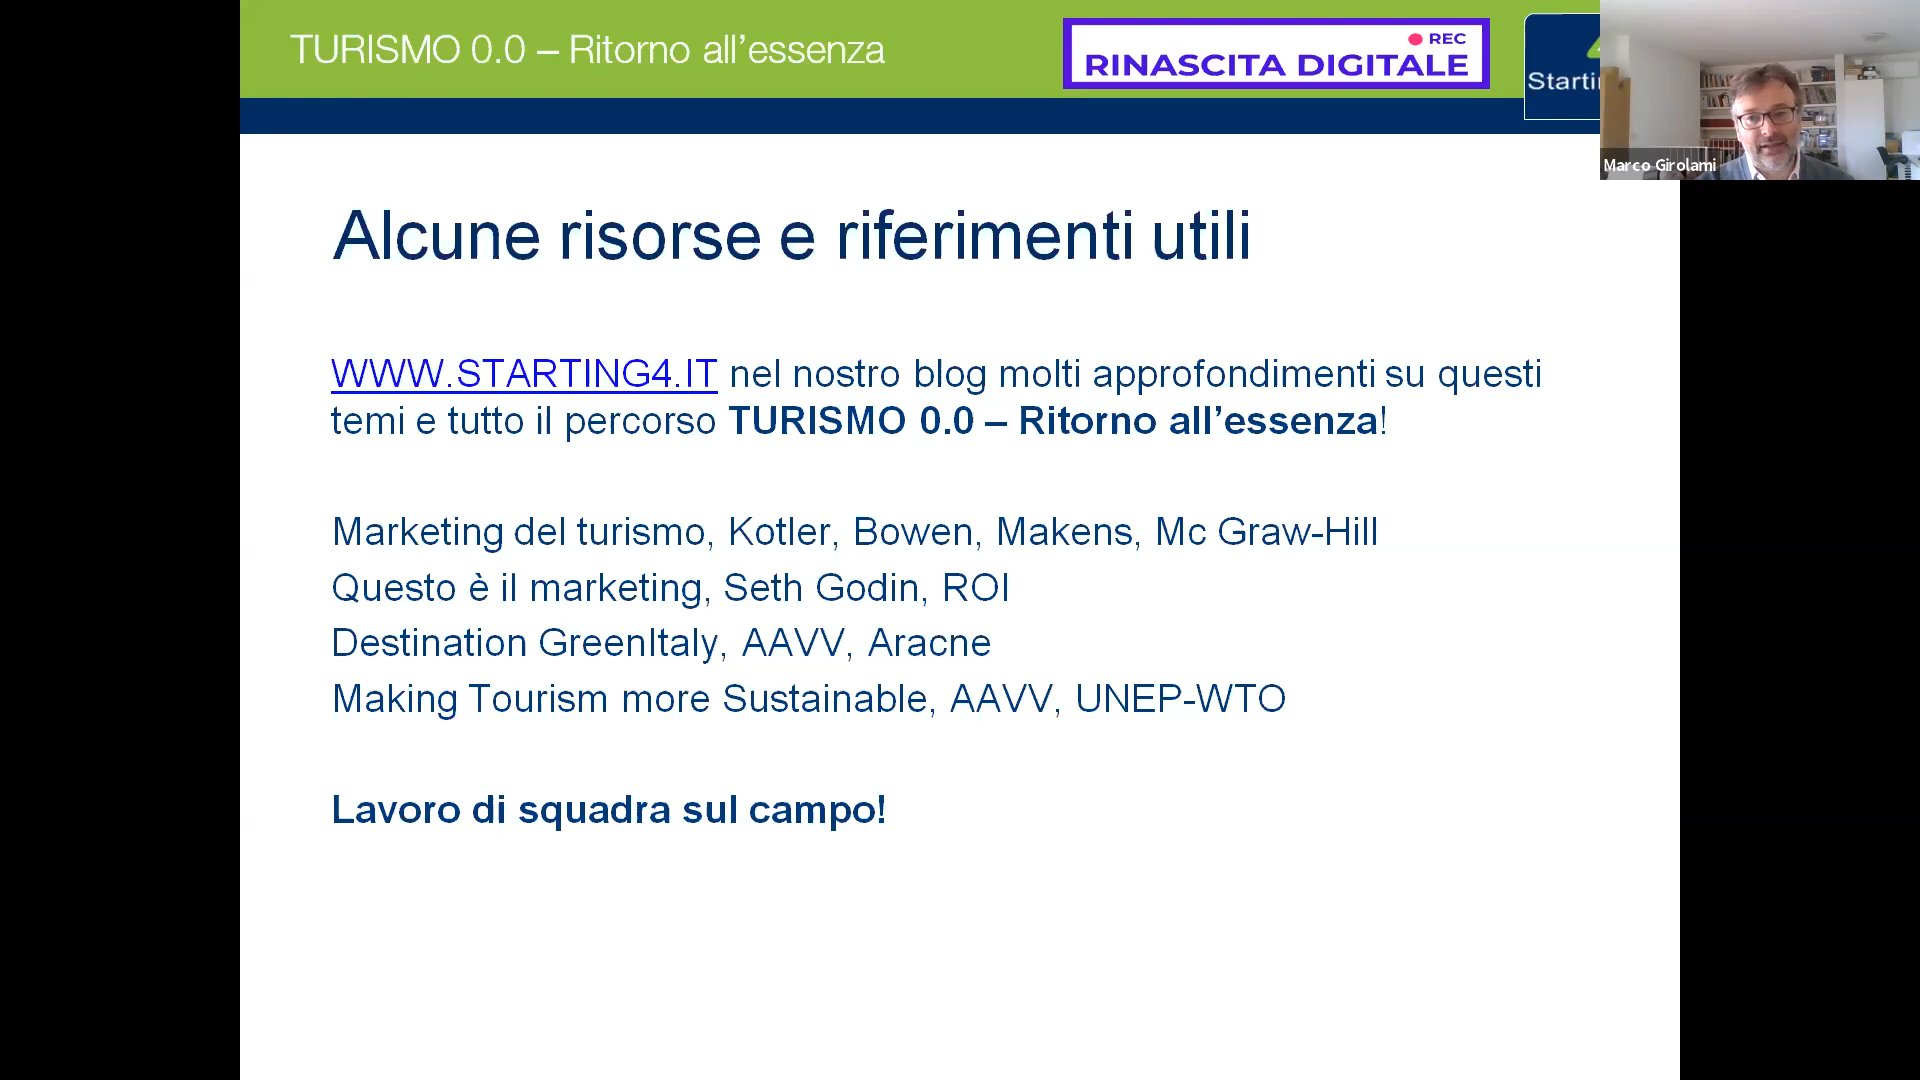 TURISMO 0.0 – Ritorno all’essenza
REC
RINASCITA DIGITALE
Marco Girolami
Alcune risorse e riferimenti utili
WWW.STARTING4.IT nel nostro blog molti approfondimenti su questi
temi e tutto il percorso TURISMO 0.0 – Ritorno all’essenza!
Marketing del turismo, Kotler, Bowen, Makens, Mc Graw-Hill
Questo è il marketing, Seth Godin, ROI
Destination GreenItaly, AAVV, Aracne
Making Tourism more Sustainable, AAVV, UNEP-WTO
Lavoro di squadra sul campo!